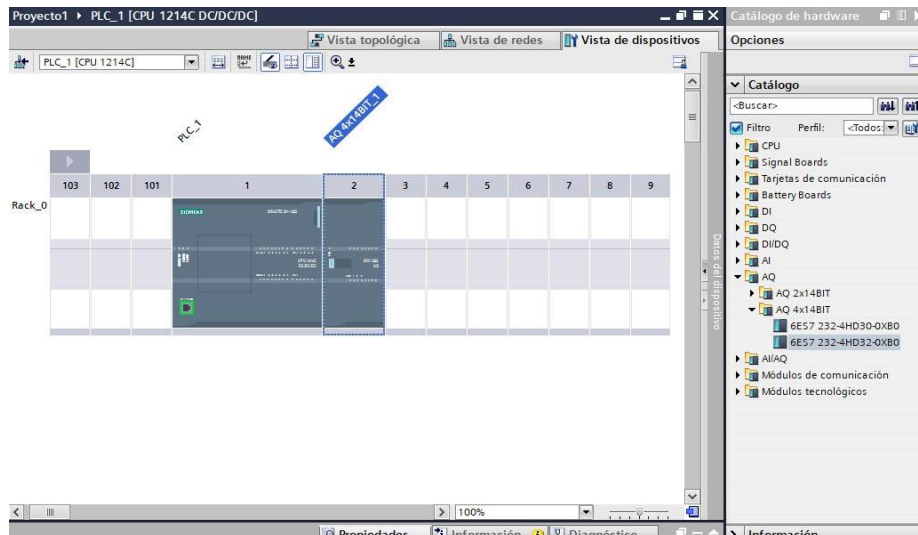 Proyecto1 ▸ PLC_1 [CPU 1214C DC/DC/DC]
Catálogo de hardware
Vista topológica
Vista de redes
Vista de dispositivos
Opciones
PLC_1 [CPU 1214C]
Catálogo
<Buscar>
Filtro Perfil: <Todos>
CPU
Signal Boards
Tarjetas de comunicación
Battery Boards
DI
DQ
DI/DQ
AI
AQ
AQ 2x14BIT
AQ 4x14BIT
6ES7 232-4HD30-0XB0
6ES7 232-4HD32-0XB0
AI/AQ
Módulos de comunicación
Módulos tecnológicos
PLC_1
AQ 4x14BIT_1
103 102 101 1 2 3 4 5 6 7 8 9
Rack_0
SIEMENS
Datos del dispositivo
100%
Propiedades
Información
Diagnóstico
Información